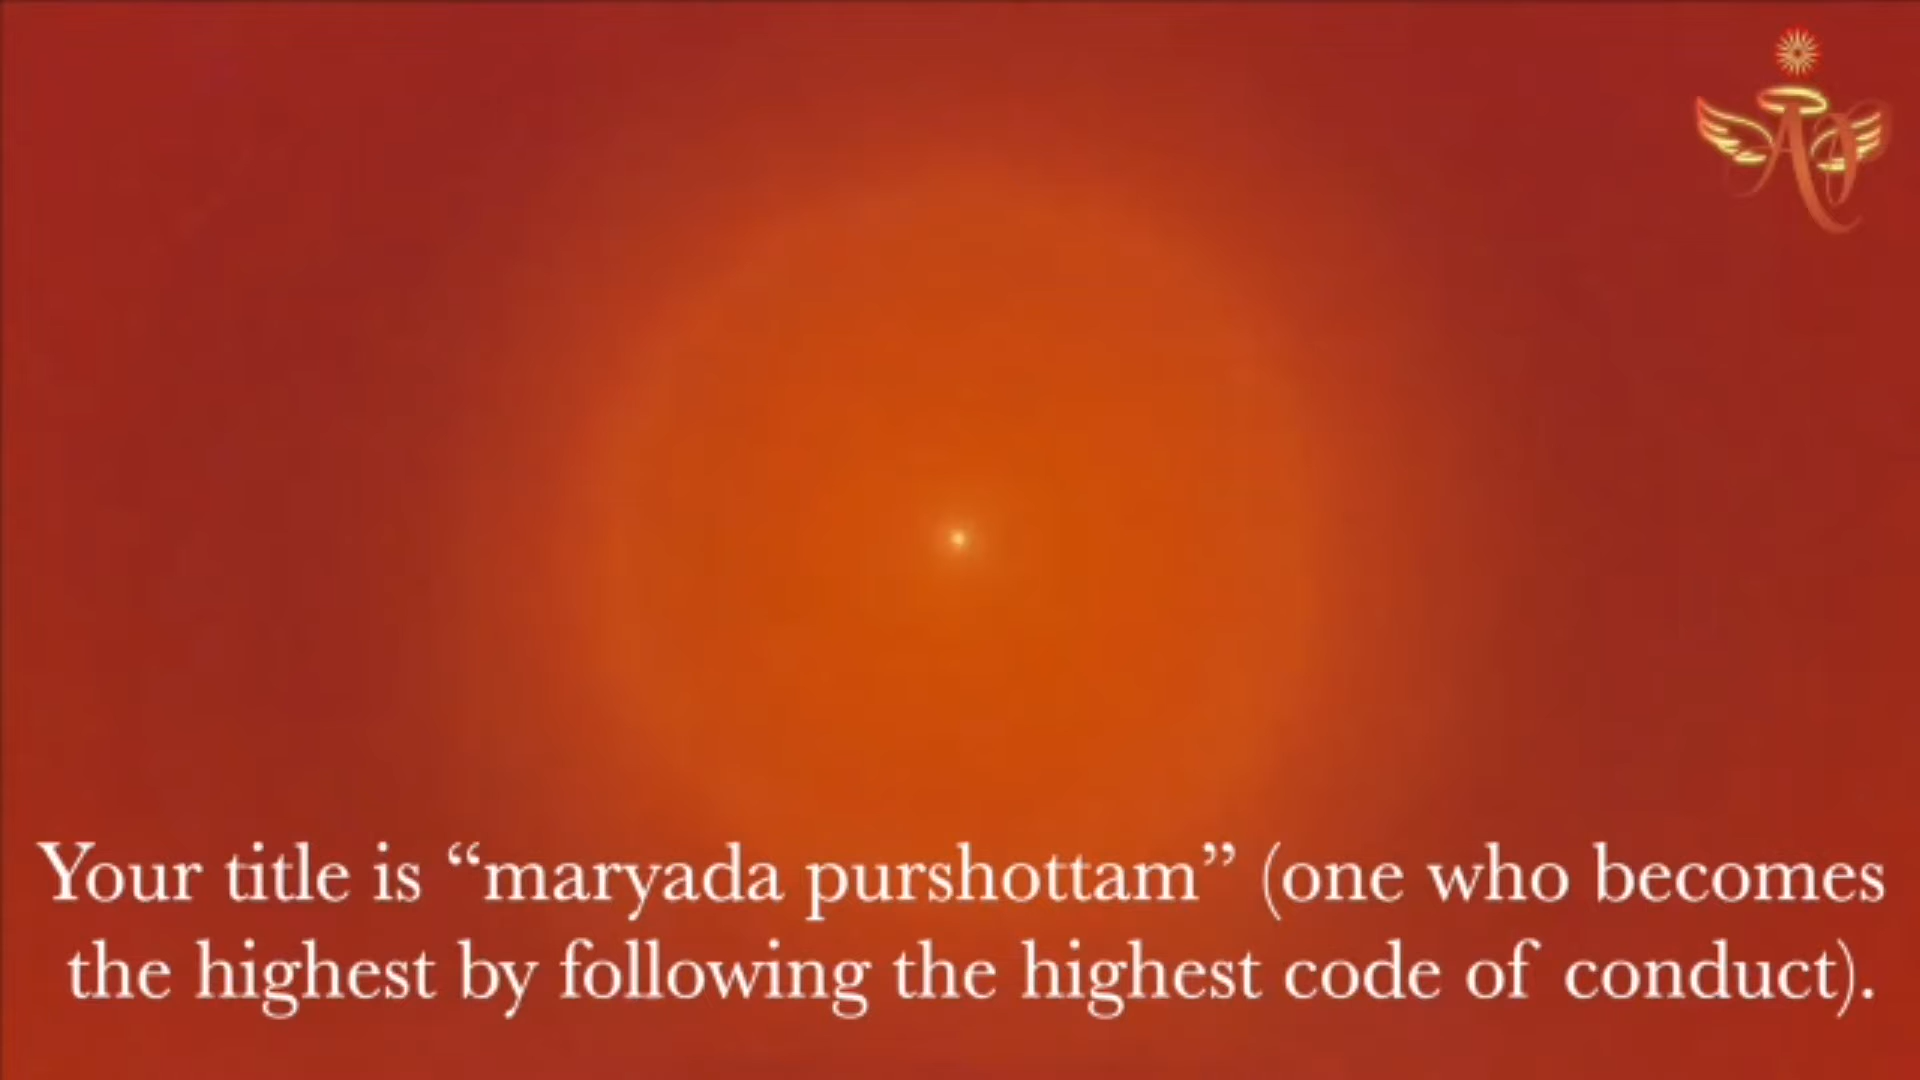 Your title is “maryada purshottam” (one who becomes
the highest by following the highest code of conduct).